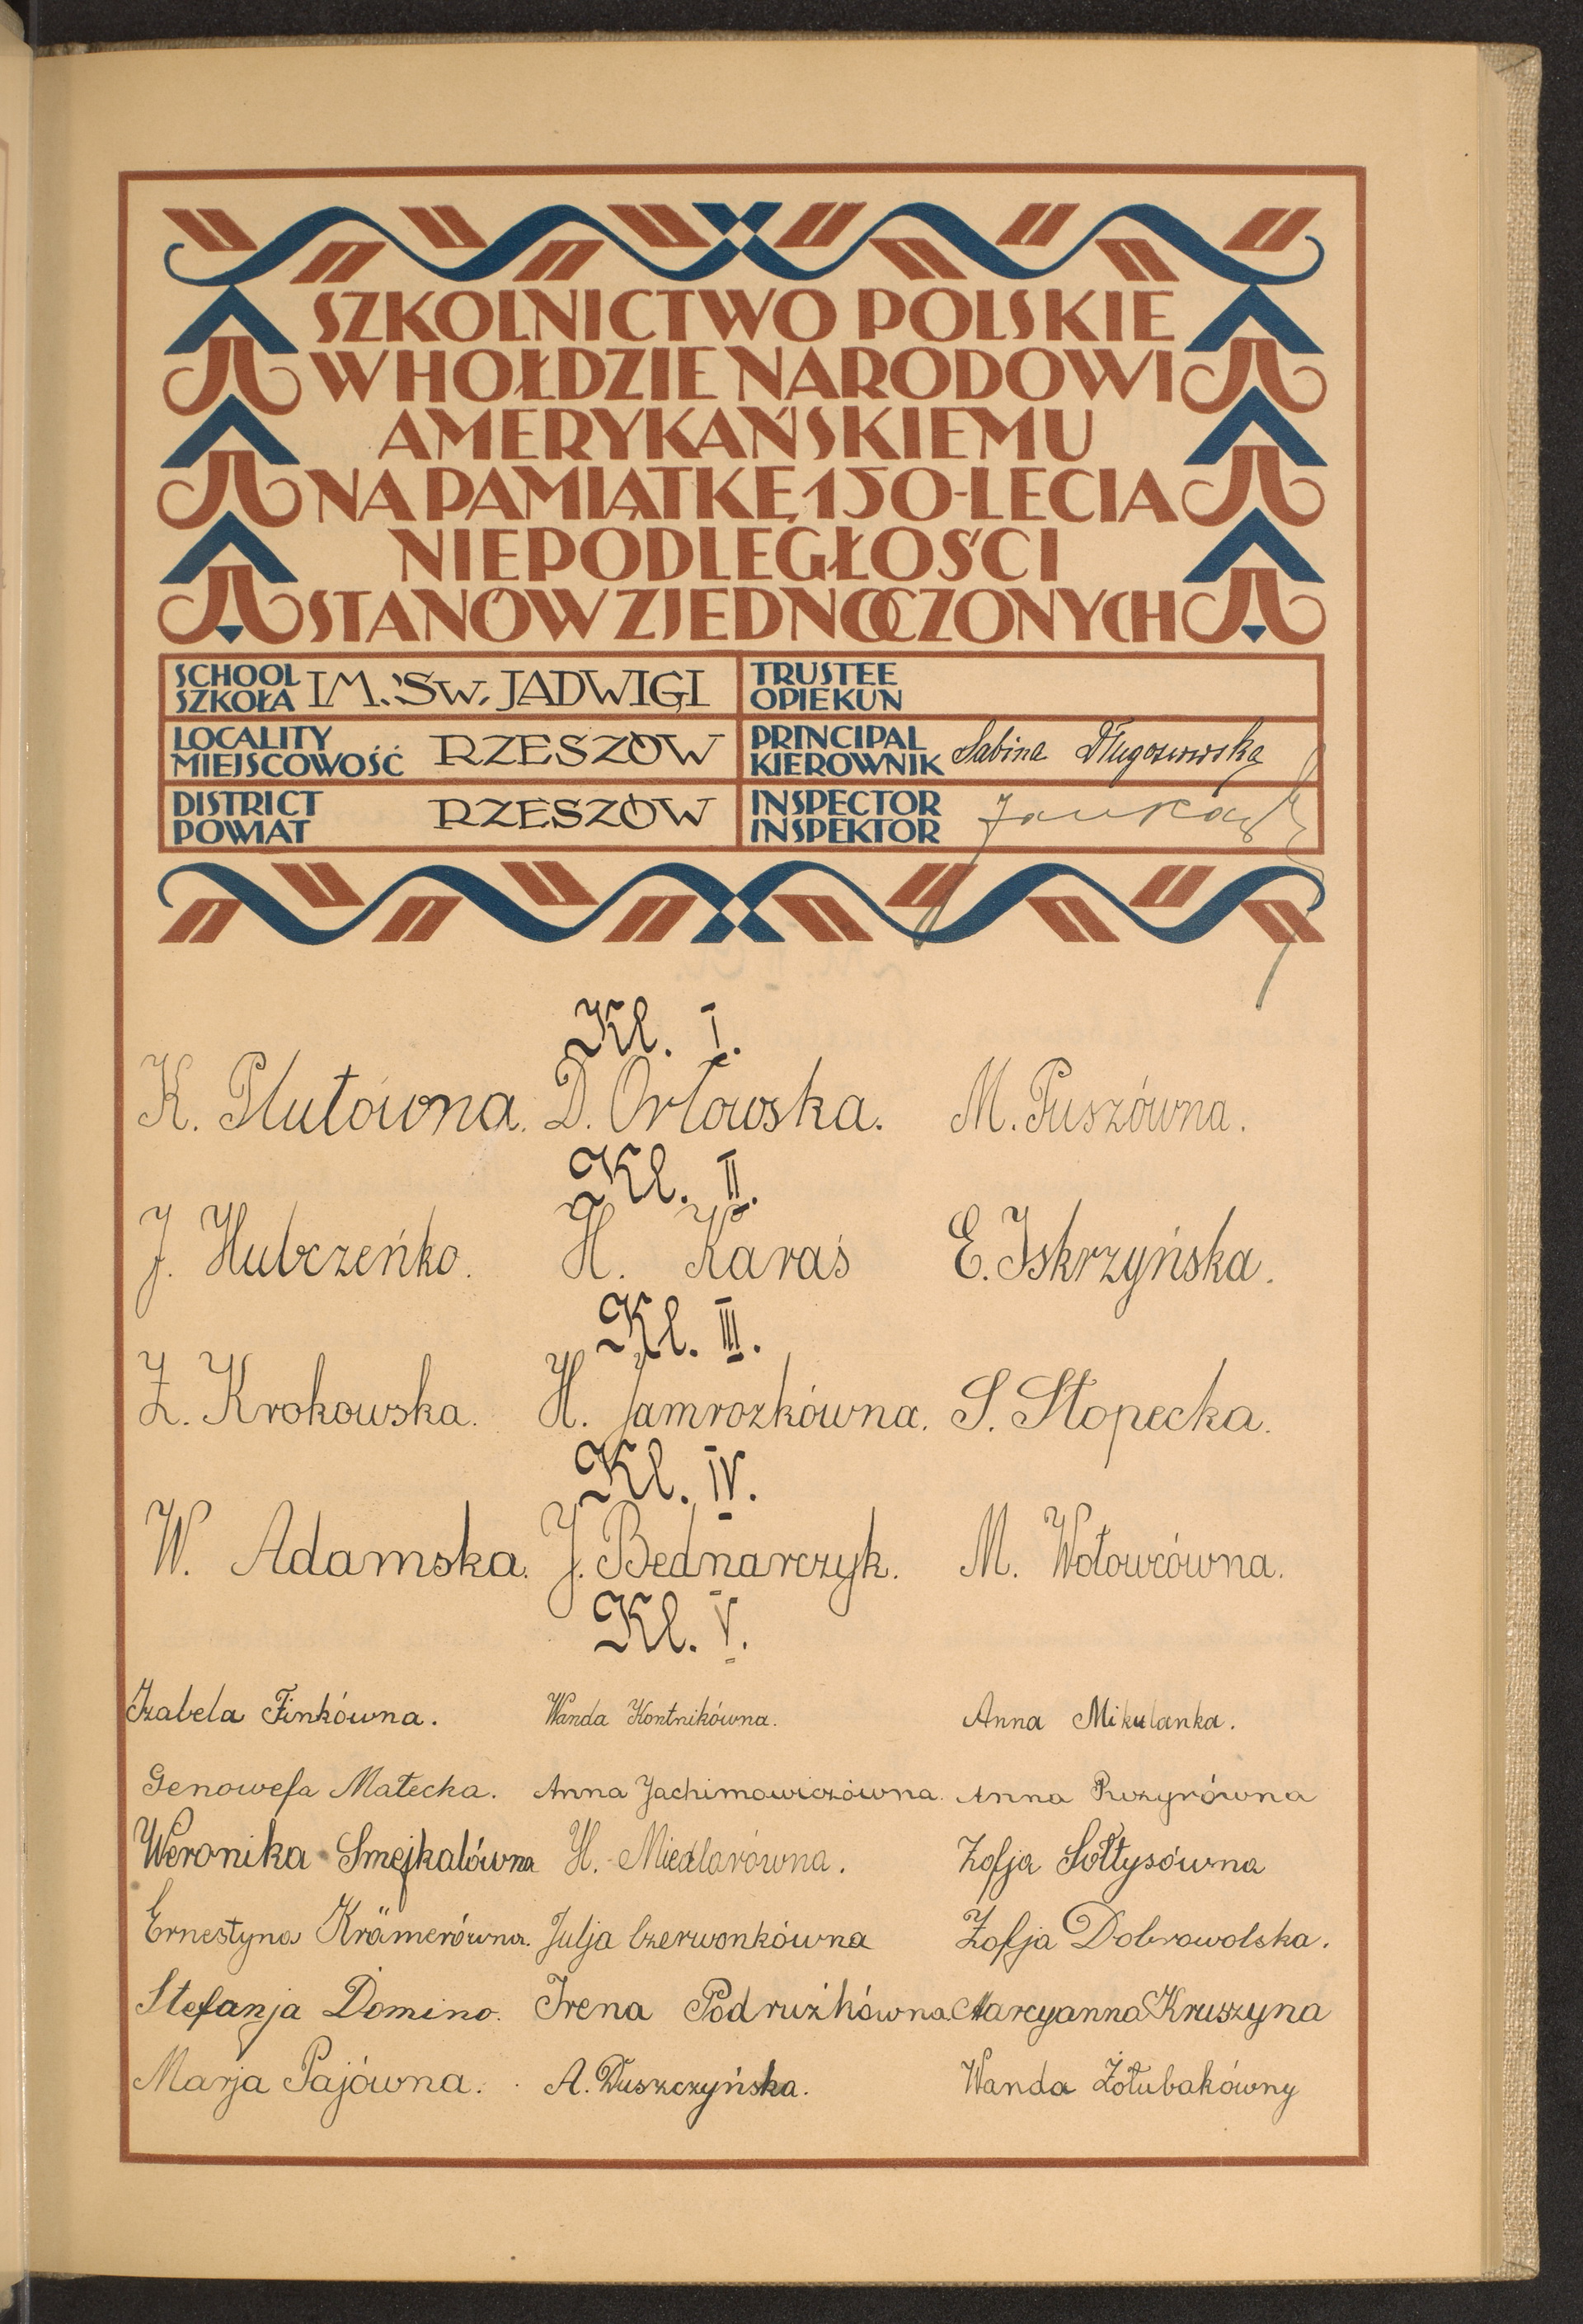 SZKOLNICTWO POLSKIE
W HOŁDZIE NARODOWI
AMERYKAŃSKIEMU
NA PAMIĄTKĘ 150-LECIA
NIEPODLEGŁOŚCI
STANÓW ZJEDNOCZONYCH
SCHOOL SZKOŁA IM. ŚW. JADWIGI
TRUSTEE OPIEKUN
LOCALITY MIEJSCOWOŚĆ RZESZÓW
PRINCIPAL KIEROWNIK Sabina Długoszowska
DISTRICT POWIAT RZESZÓW
INSPECTOR INSPEKTOR
Kl. I.
K. Plutówna. D. Orłowska. M. Puszówna.
Kl. II.
J. Hubczeńko. H. Karaś E. Iskrzyńska.
Kl. III.
Z. Krokowska. H. Jamrozkówna. S. Stopecka.
Kl. IV.
W. Adamska. J. Bednarczyk. M. Wołowcówna.
Kl. V.
Izabela Finkówna. Wanda Kontnikówna. Anna Mikulanka.
Genowefa Małecka. Anna Jachimowiczówna. Anna
Weronika Smejkalówna H. Miedlarówna. Zofja Sołtysówna
Ernestyna Krämerówna. Julja Czerwonkówna Zofja Dobrowolska.
Stefanja Domino. Irena Podrużkówna. Marcyanna Kruszyna
Marja Pajówna. A. Duszczyńska. Wanda Żołubakówny